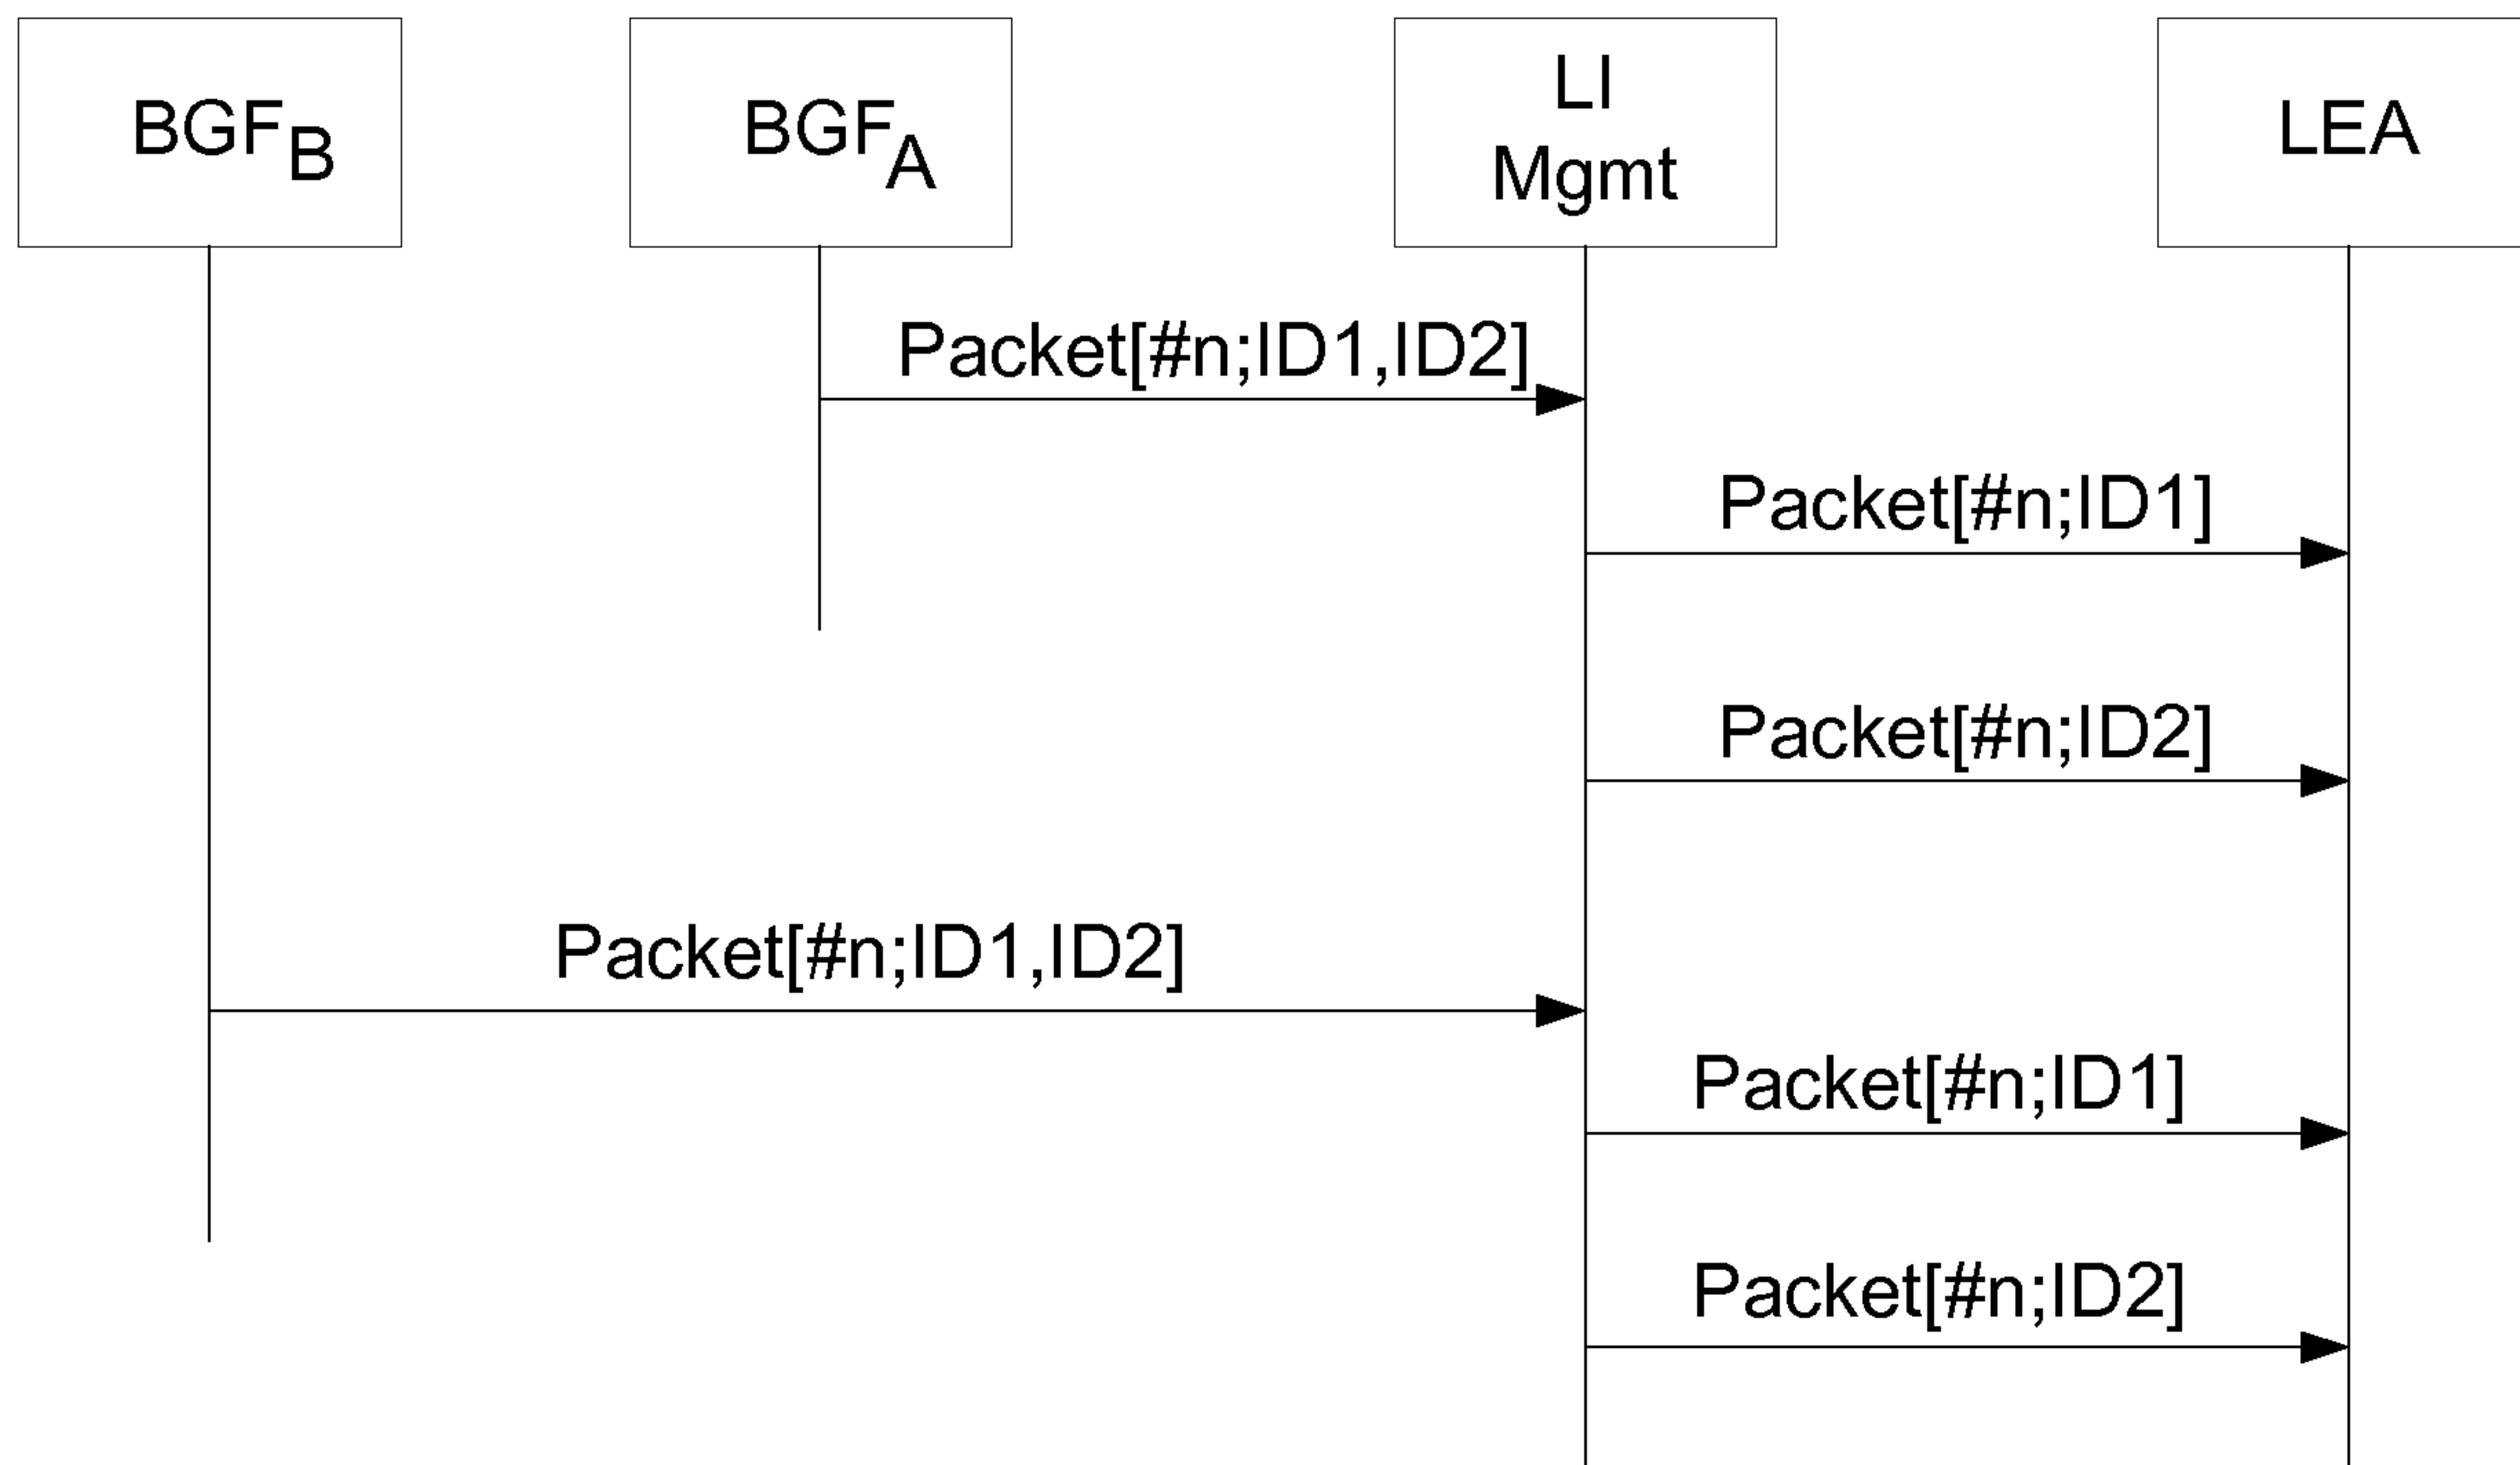 BGF_B
BGF_A
LI
Mgmt
LEA
Packet[#n;ID1,ID2]
Packet[#n;ID1]
Packet[#n;ID2]
Packet[#n;ID1,ID2]
Packet[#n;ID1]
Packet[#n;ID2]